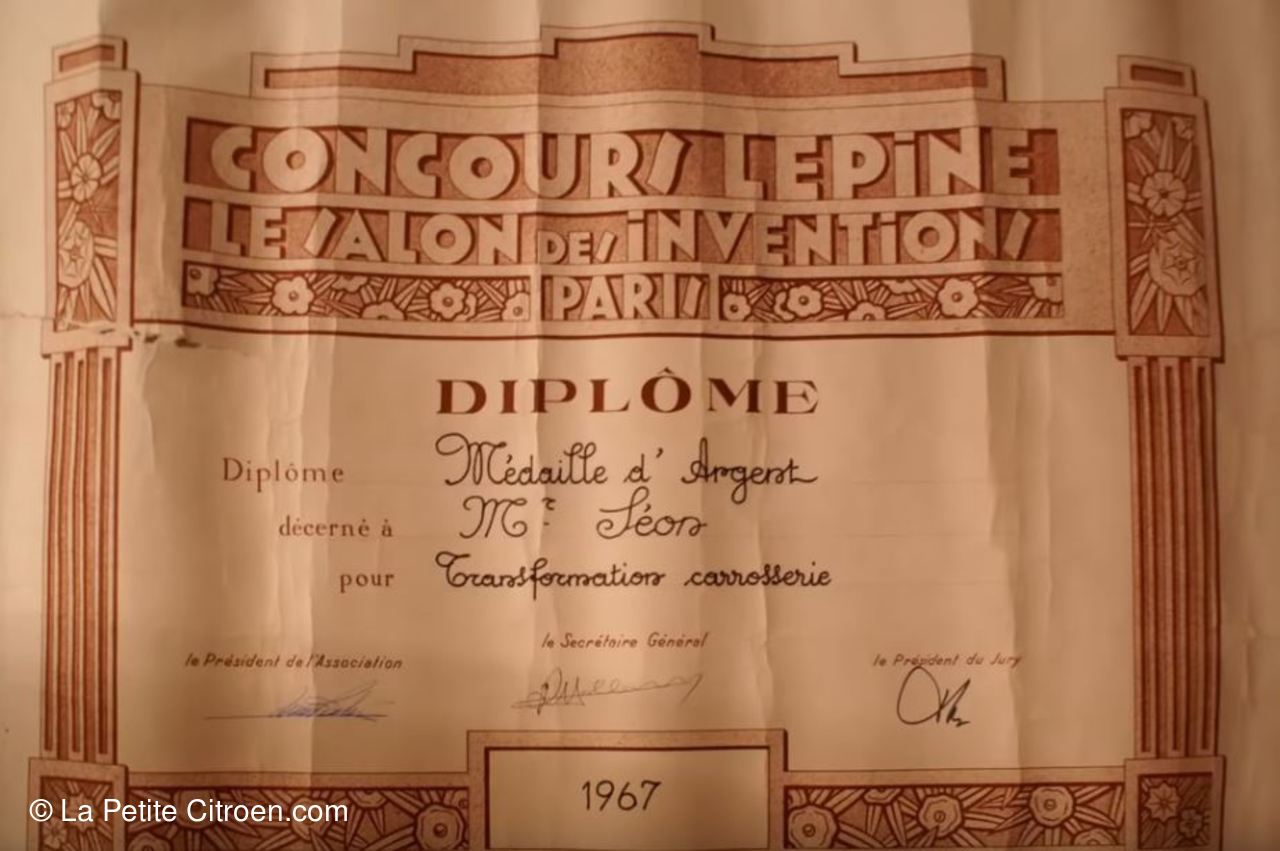 CONCOURS LEPINE
LE SALON DES INVENTIONS
PARIS
DIPLÔME
Diplôme Médaille d'Argent
décerné à Mr. Séon
pour Transformation carrosserie
le Président de l'Association
le Secrétaire Général
le Président du Jury
1967
© La Petite Citroen.com